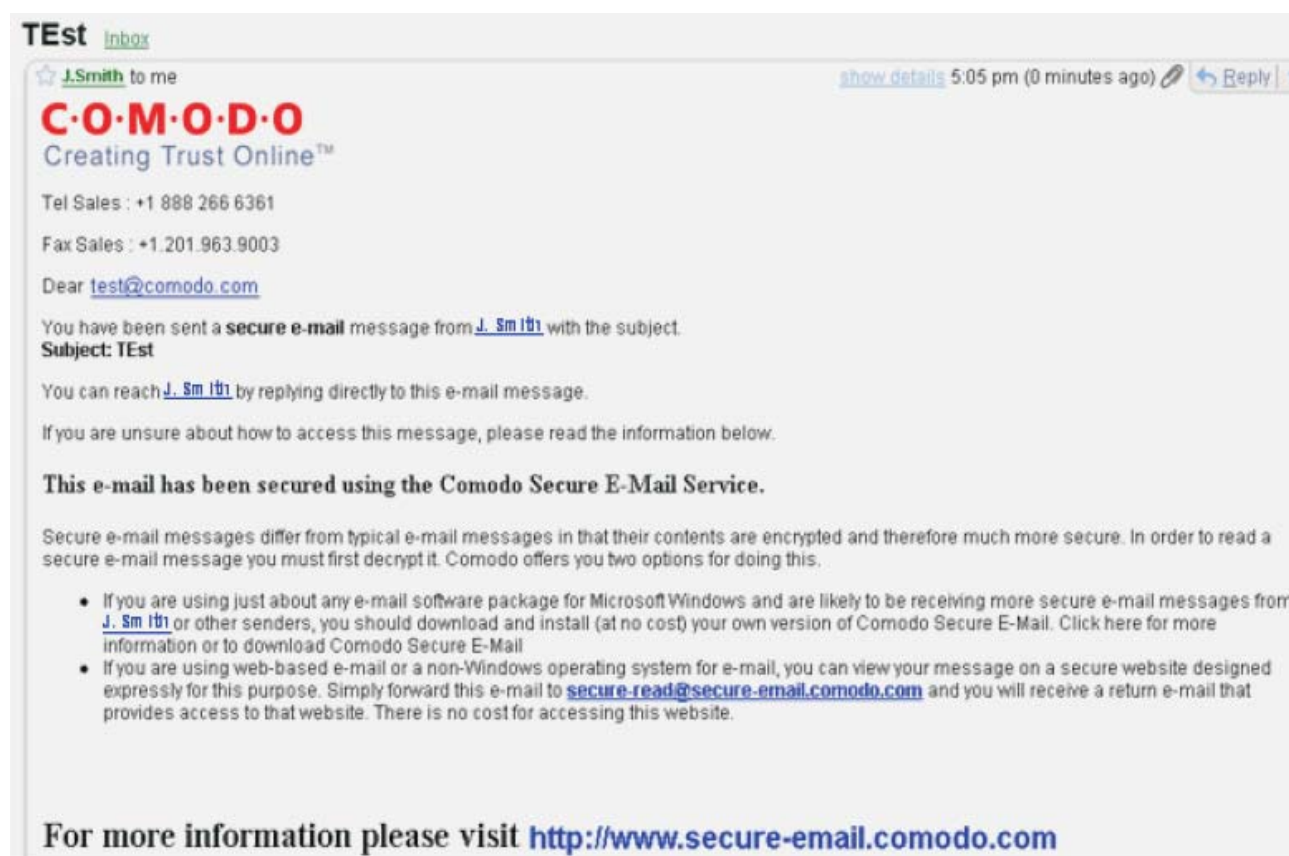 TEst Inbox
J.Smith to me show details 5:05 pm (0 minutes ago) Reply
C·O·M·O·D·O
Creating Trust Online™
Tel Sales : +1 888 266 6361
Fax Sales : +1.201.963.9003
Dear test@comodo.com
You have been sent a secure e-mail message from J. Smith with the subject.
Subject: TEst
You can reach J. Smith by replying directly to this e-mail message.
If you are unsure about how to access this message, please read the information below.
This e-mail has been secured using the Comodo Secure E-Mail Service.
Secure e-mail messages differ from typical e-mail messages in that their contents are encrypted and therefore much more secure. In order to read a
secure e-mail message you must first decrypt it. Comodo offers you two options for doing this.
• If you are using just about any e-mail software package for Microsoft Windows and are likely to be receiving more secure e-mail messages from
J. Smith or other senders, you should download and install (at no cost) your own version of Comodo Secure E-Mail. Click here for more
information or to download Comodo Secure E-Mail
• If you are using web-based e-mail or a non-Windows operating system for e-mail, you can view your message on a secure website designed
expressly for this purpose. Simply forward this e-mail to secure-read@secure-email.comodo.com and you will receive a return e-mail that
provides access to that website. There is no cost for accessing this website.
For more information please visit http://www.secure-email.comodo.com